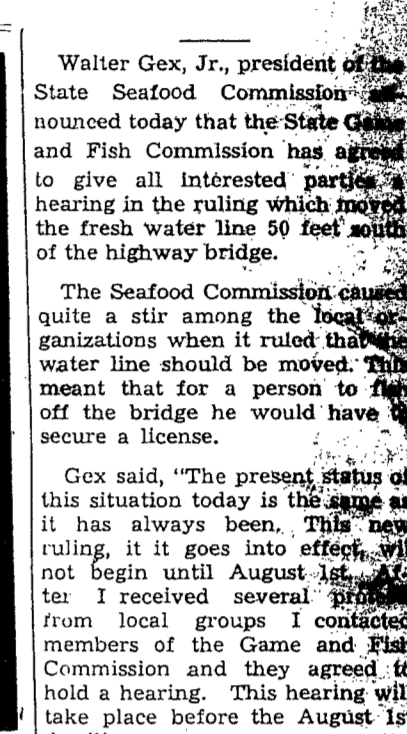 Walter Gex, Jr., president of the
State Seafood Commission an-
nounced today that the State Game
and Fish Commission has agreed
to give all interested parties a
hearing in the ruling which moved
the fresh water line 50 feet south
of the highway bridge.
The Seafood Commission caused
quite a stir among the local or-
ganizations when it ruled that the
water line should be moved. This
meant that for a person to fish
off the bridge he would have to
secure a license.
Gex said, "The present status of
this situation today is the same as
it has always been. This new
ruling, it it goes into effect, wil
not begin until August 1st. Af-
ter I received several protests
from local groups I contacted
members of the Game and Fish
Commission and they agreed to
hold a hearing. This hearing wil
take place before the August 1s